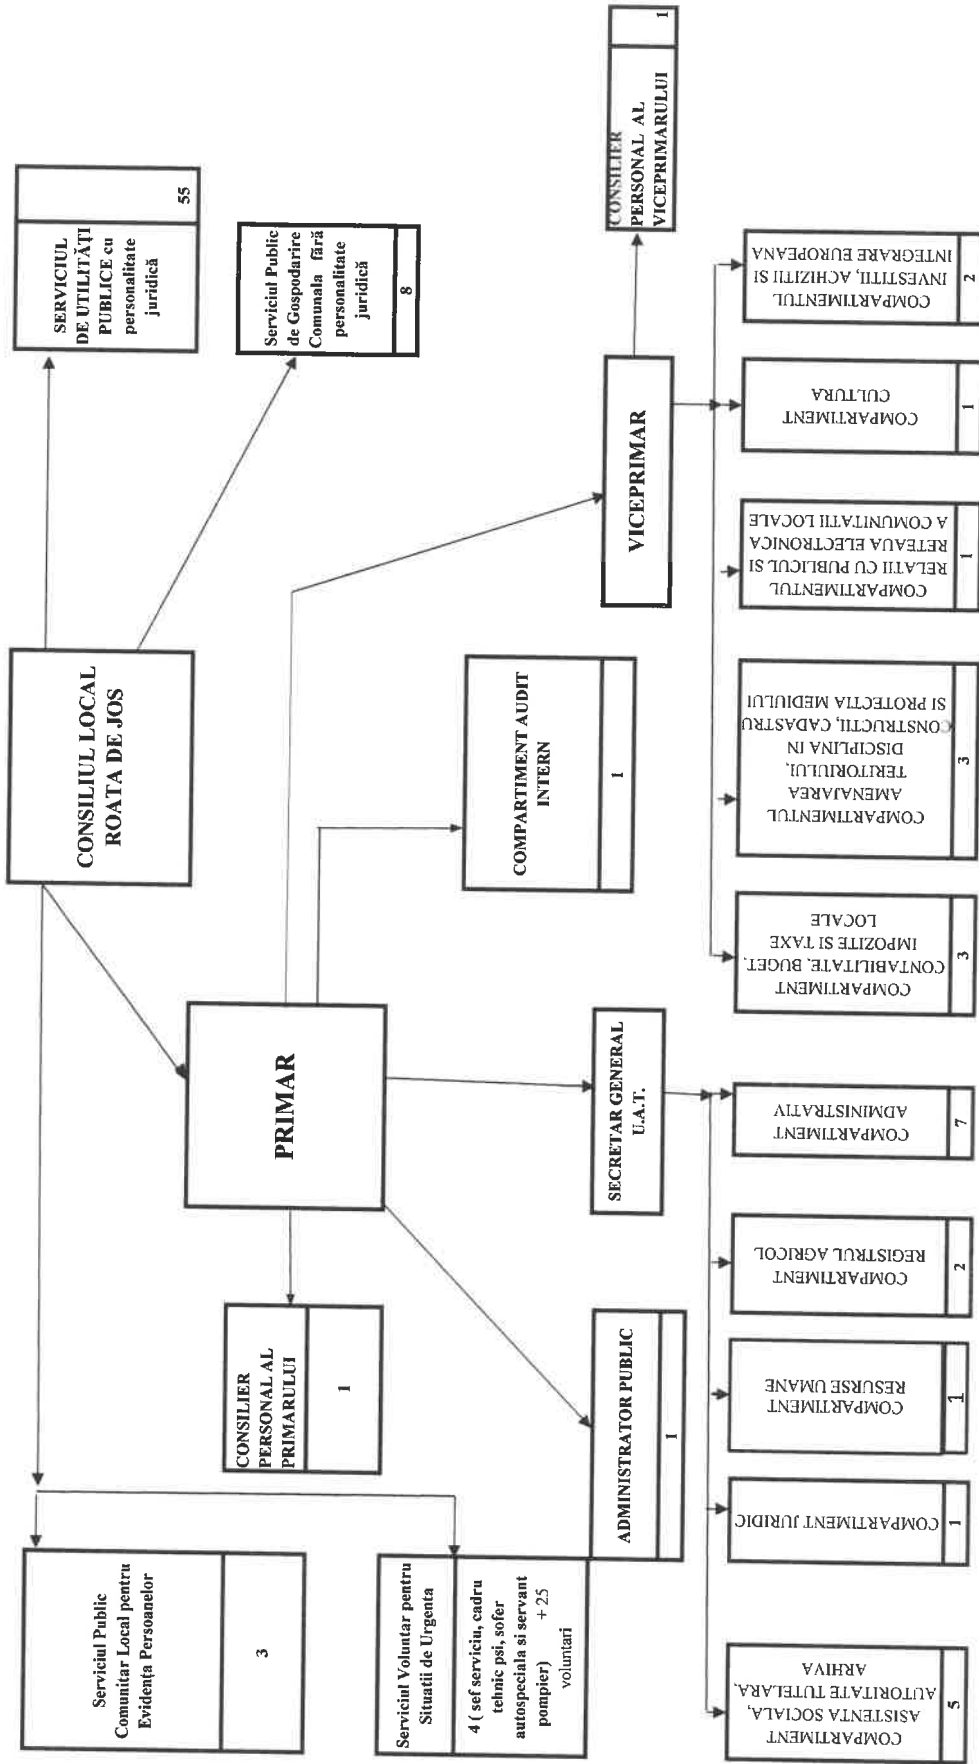 CONSILIUL LOCAL
ROATA DE JOS
SERVICIUL
DE UTILITĂȚI
PUBLICE cu
personalitate
juridică
55
Serviciul Public
de Gospodarire
Comunala fără
personalitate
juridică
8
Serviciul Public
Comunitar Local pentru
Evidența Persoanelor
3
Serviciul Voluntar pentru
Situatii de Urgenta
4 ( sef serviciu, cadru
tehnic psi, sofer
autospeciala si servant
pompier) + 25
voluntari
PRIMAR
CONSILIER
PERSONAL AL
PRIMARULUI
1
COMPARTIMENT AUDIT
INTERN
1
ADMINISTRATOR PUBLIC
1
SECRETAR GENERAL
U.A.T.
VICEPRIMAR
CONSILIER
PERSONAL AL
VICEPRIMARULUI
1
COMPARTIMENT
ASISTENTA SOCIALA,
AUTORITATE TUTELARA,
ARHIVA
5
COMPARTIMENT JURIDIC
1
COMPARTIMENT
RESURSE UMANE
1
COMPARTIMENT
REGISTRUL AGRICOL
2
COMPARTIMENT
ADMINISTRATIV
7
COMPARTIMENT
CONTABILITATE, BUGET,
IMPOZITE SI TAXE
LOCALE
3
COMPARTIMENTUL
AMENAJAREA
TERITORIULUI,
DISCIPLINA IN
CONSTRUCTII, CADASTRU
SI PROTECTIA MEDIULUI
3
COMPARTIMENTUL
RELATII CU PUBLICUL SI
RETEAUA ELECTRONICA
A COMUNITATII LOCALE
1
COMPARTIMENT
CULTURA
1
COMPARTIMENTUL
INVESTITII, ACHIZITII SI
INTEGRARE EUROPEANA
2